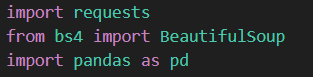 import requests
from bs4 import BeautifulSoup
import pandas as pd